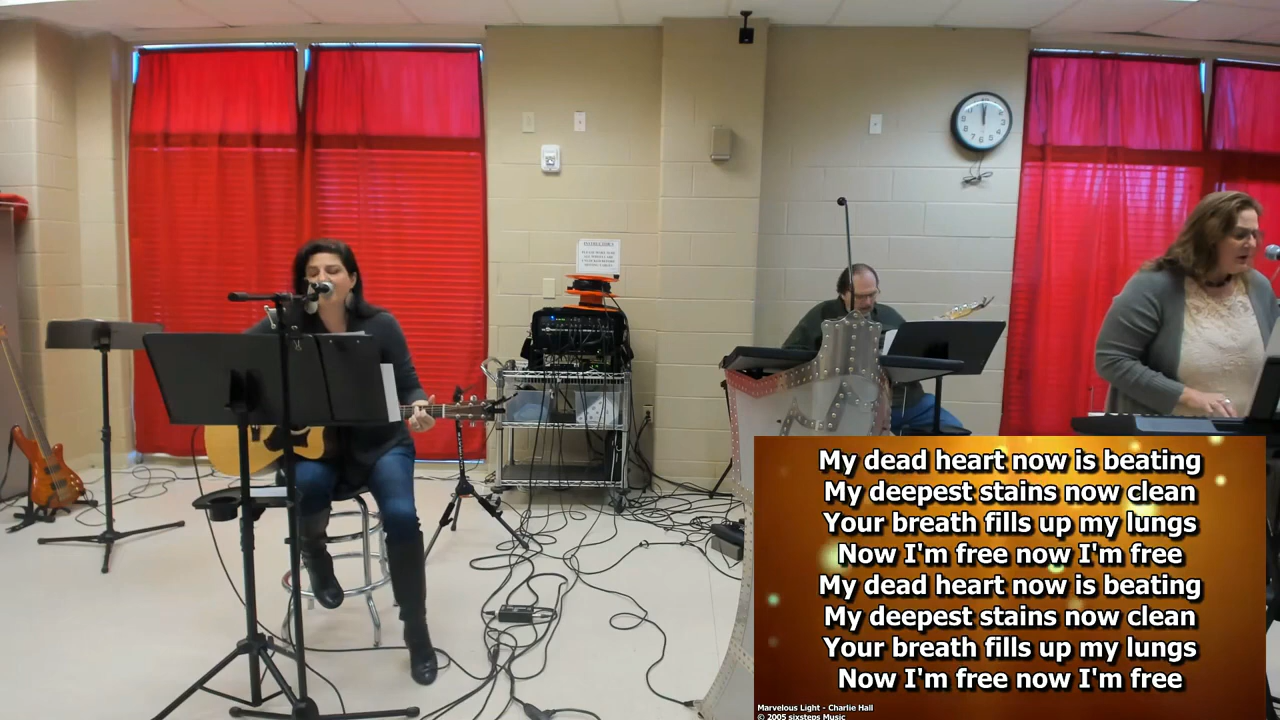 My dead heart now is beating
My deepest stains now clean
Your breath fills up my lungs
Now I'm free now I'm free
My dead heart now is beating
My deepest stains now clean
Your breath fills up my lungs
Now I'm free now I'm free
Marvelous Light - Charlie Hall
© 2005 sixsteps Music